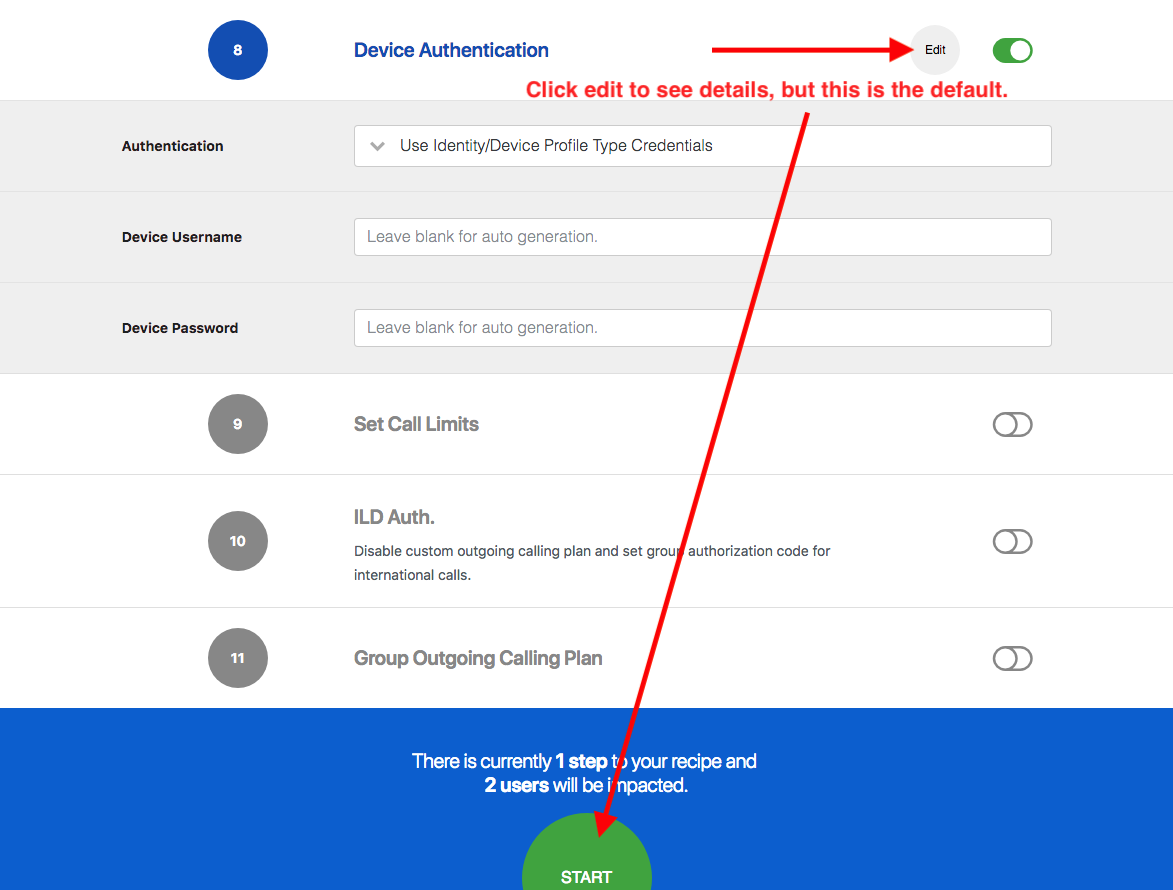 8
Device Authentication
Edit
Click edit to see details, but this is the default.
Authentication
Use Identity/Device Profile Type Credentials
Device Username
Leave blank for auto generation.
Device Password
Leave blank for auto generation.
9
Set Call Limits
10
ILD Auth.
Disable custom outgoing calling plan and set group authorization code for
international calls.
11
Group Outgoing Calling Plan
There is currently 1 step to your recipe and
2 users will be impacted.
START